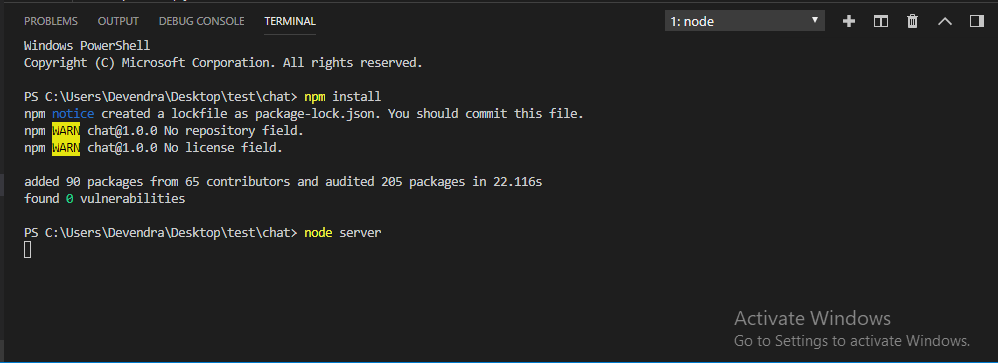 PROBLEMS OUTPUT DEBUG CONSOLE TERMINAL 1: node
Windows PowerShell
Copyright (C) Microsoft Corporation. All rights reserved.
PS C:\Users\Devendra\Desktop\test\chat> npm install
npm notice created a lockfile as package-lock.json. You should commit this file.
npm WARN chat@1.0.0 No repository field.
npm WARN chat@1.0.0 No license field.
added 90 packages from 65 contributors and audited 205 packages in 22.116s
found 0 vulnerabilities
PS C:\Users\Devendra\Desktop\test\chat> node server
Activate Windows
Go to Settings to activate Windows.